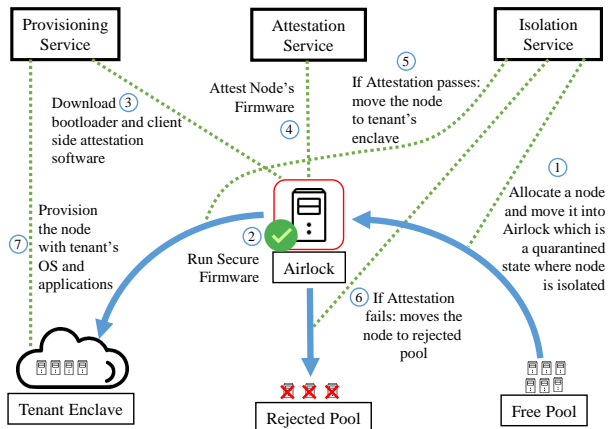 Provisioning
Service
Attestation
Service
Isolation
Service
Download 3
bootloader and client
side attestation
software
Attest Node's
Firmware
4
5
If Attestation passes:
move the node
to tenant's
enclave
1
Allocate a node
and move it into
Airlock which is
a quarantined
state where node
is isolated
7
Provision
the node
with tenant's
OS and
applications
2
Run Secure
Firmware
Airlock
6 If Attestation
fails: moves the
node to rejected
pool
Tenant Enclave
Rejected Pool
Free Pool